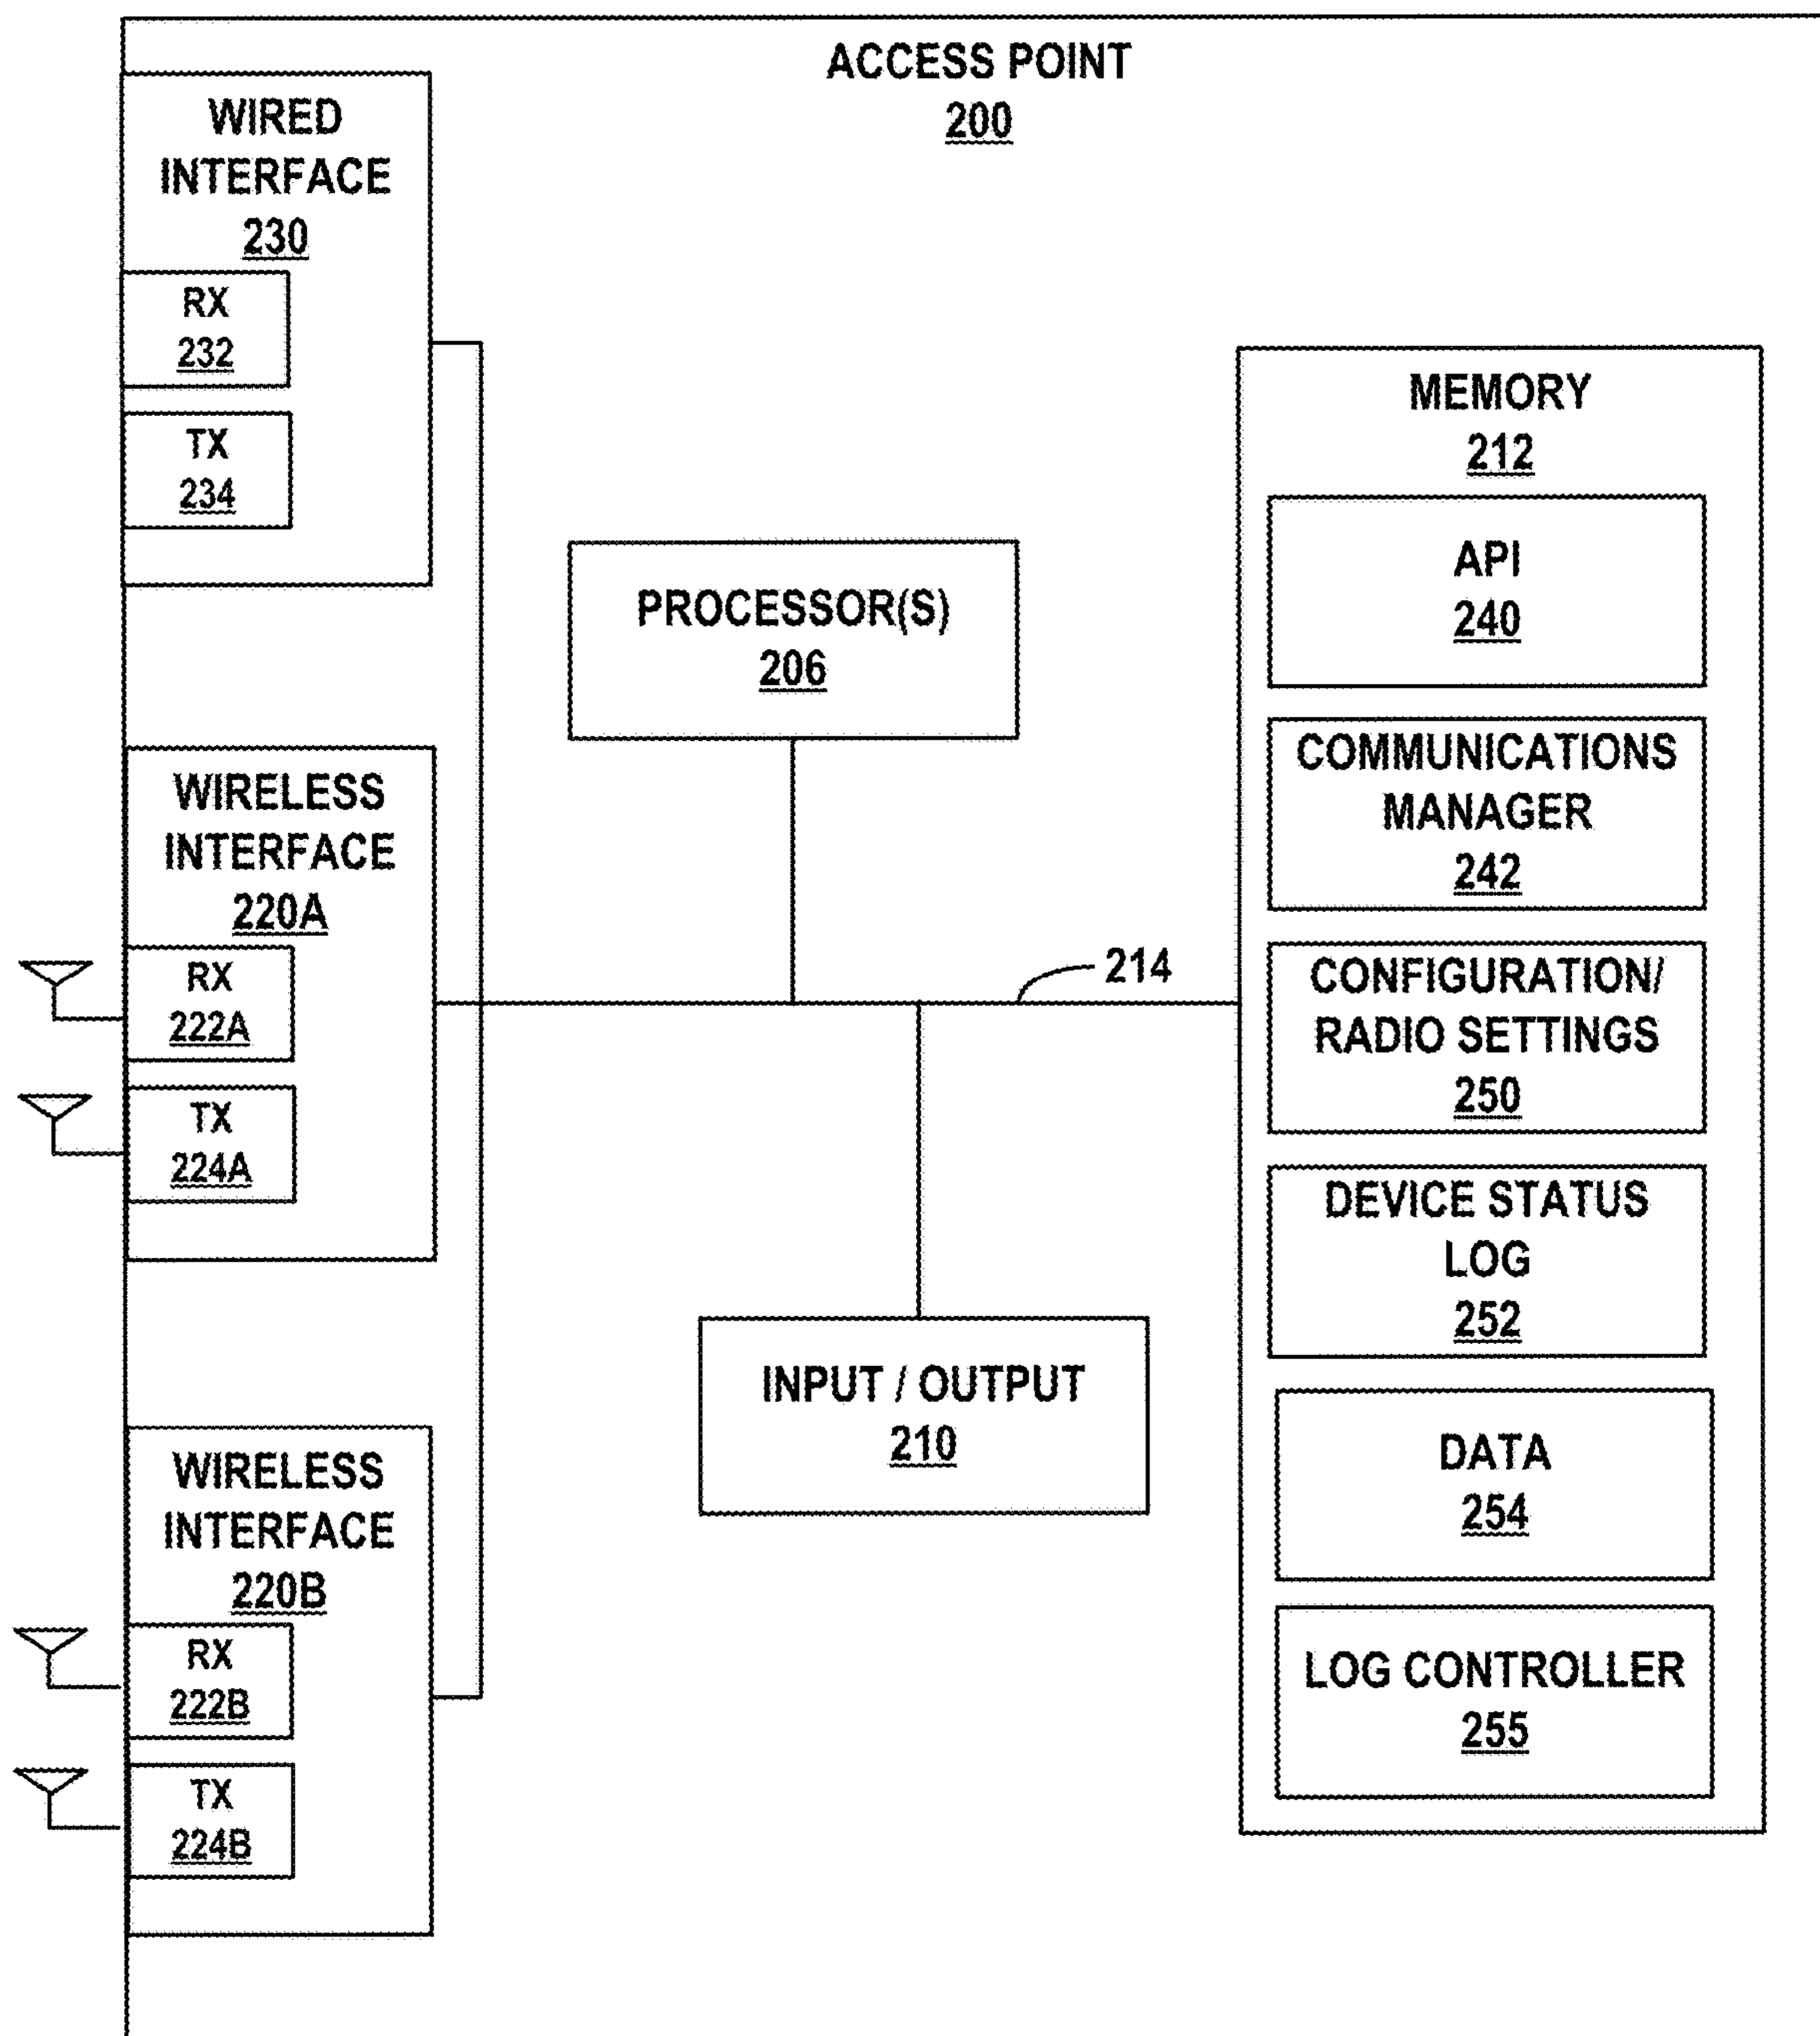 ACCESS POINT
200
WIRED
INTERFACE
230
RX
232
TX
234
WIRELESS
INTERFACE
220A
RX
222A
TX
224A
WIRELESS
INTERFACE
220B
RX
222B
TX
224B
PROCESSOR(S)
206
214
INPUT / OUTPUT
210
MEMORY
212
API
240
COMMUNICATIONS
MANAGER
242
CONFIGURATION/
RADIO SETTINGS
250
DEVICE STATUS
LOG
252
DATA
254
LOG CONTROLLER
255